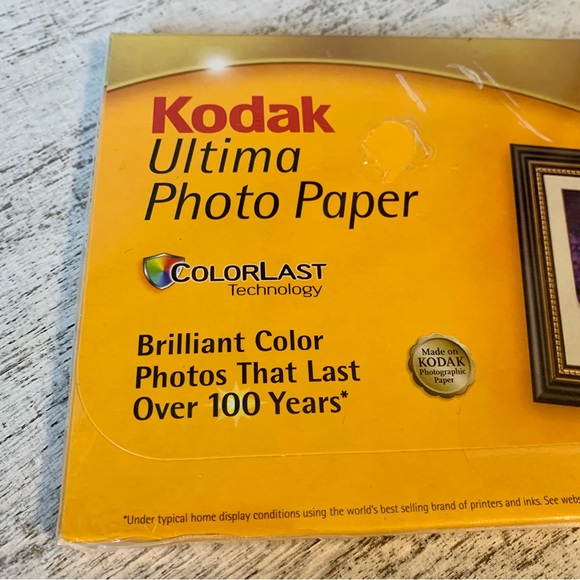 Kodak
Ultima
Photo Paper
COLORLAST
Technology
Brilliant Color
Photos That Last
Over 100 Years*
Made on
KODAK
Photographic
Paper
*Under typical home display conditions using the world's best selling brand of printers and inks. See